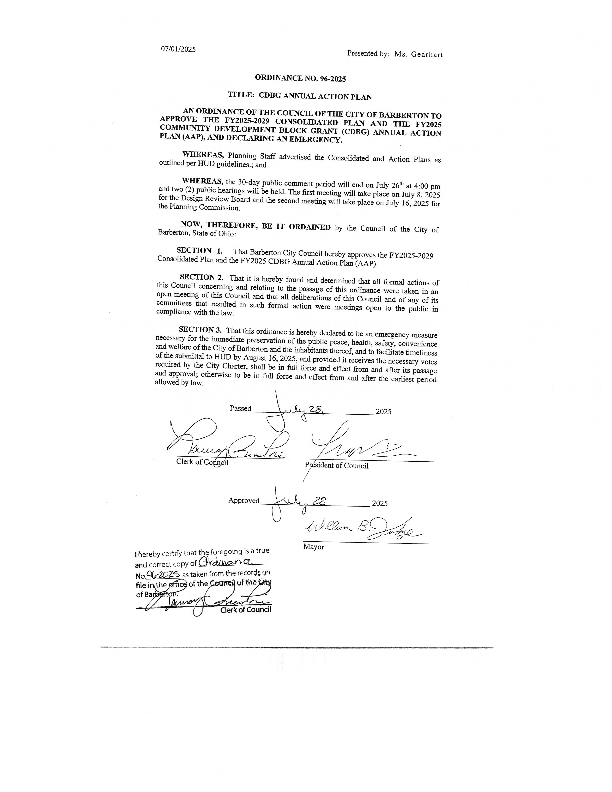 07/01/2025
Presented by: Ms. Gearhart
ORDINANCE NO. 96-2025
TITLE: CDBG ANNUAL ACTION PLAN
AN ORDINANCE OF THE COUNCIL OF THE CITY OF BARBERTON TO
APPROVE THE FY2025-2029 CONSOLIDATED PLAN AND THE FY2025
COMMUNITY DEVELOPMENT BLOCK GRANT (CDBG) ANNUAL ACTION
PLAN (AAP), AND DECLARING AN EMERGENCY.
WHEREAS, Planning Staff advertised the Consolidated and Action Plans as
outlined per HUD guidelines.; and
WHEREAS, the 30-day public comment period will end on July 26th at 4:00 pm
and two (2) public hearings will be held. The first meeting will take place on July 8, 2025
for the Design Review Board and the second meeting will take place on July 16, 2025 for
the Planning Commission.
NOW, THEREFORE, BE IT ORDAINED by the Council of the City of
Barberton, State of Ohio:
SECTION 1. That Barberton City Council hereby approves the FY2025-2029
Consolidated Plan and the FY2025 CDBG Annual Action Plan (AAP)
SECTION 2. That it is hereby found and determined that all formal actions of
this Council concerning and relating to the passage of this ordinance were taken in an
open meeting of this Council and that all deliberations of this Council and of any of its
committees that resulted in such formal action were meetings open to the public in
compliance with the law.
SECTION 3. That this ordinance is hereby declared to be an emergency measure
necessary for the immediate preservation of the public peace, health, safety, convenience
and welfare of the City of Barberton and the inhabitants thereof, and to facilitate timeliness
of the submittal to HUD by August 16, 2025, and provided it receives the necessary votes
required by the City Charter, shall be in full force and effect from and after its passage
and approval; otherwise to be in full force and effect from and after the earliest period
allowed by law.
Passed July 28, 2025
Clerk of Council President of Council
Approved July 28 2025
William B. Judge
Mayor
I hereby certify that the foregoing is a true
and correct copy of Ordinance
No. 96-2025 as taken from the records on
file in the office of the Council of the City
of Barberton.
Clerk of Council